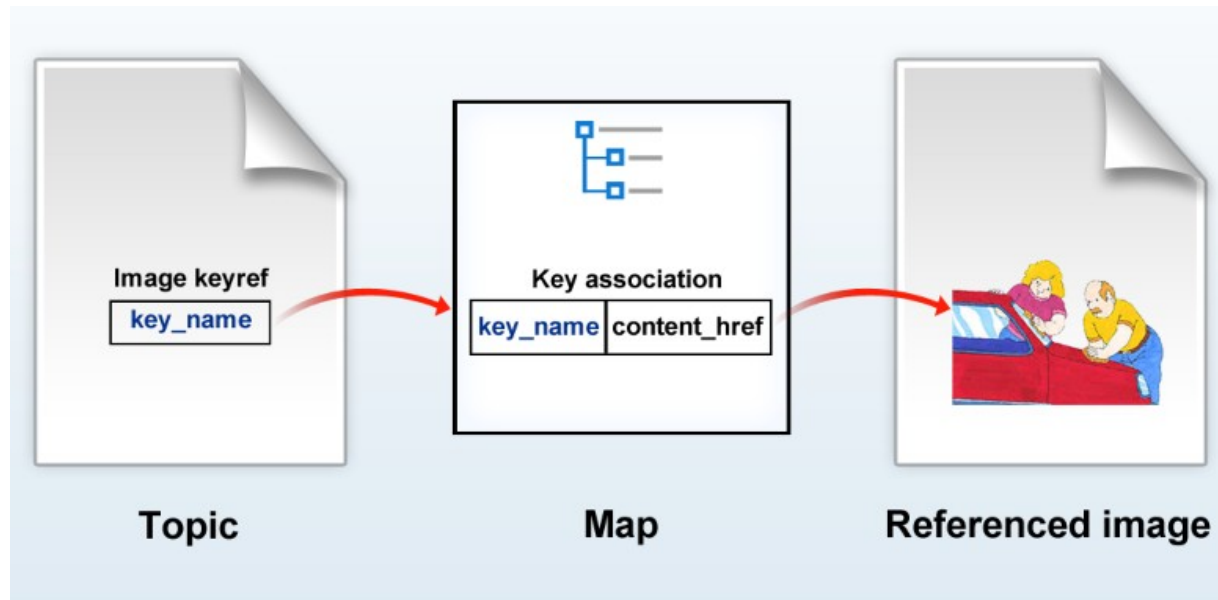 Image keyref
key_name
Key association
key_name content_href
Topic
Map
Referenced image